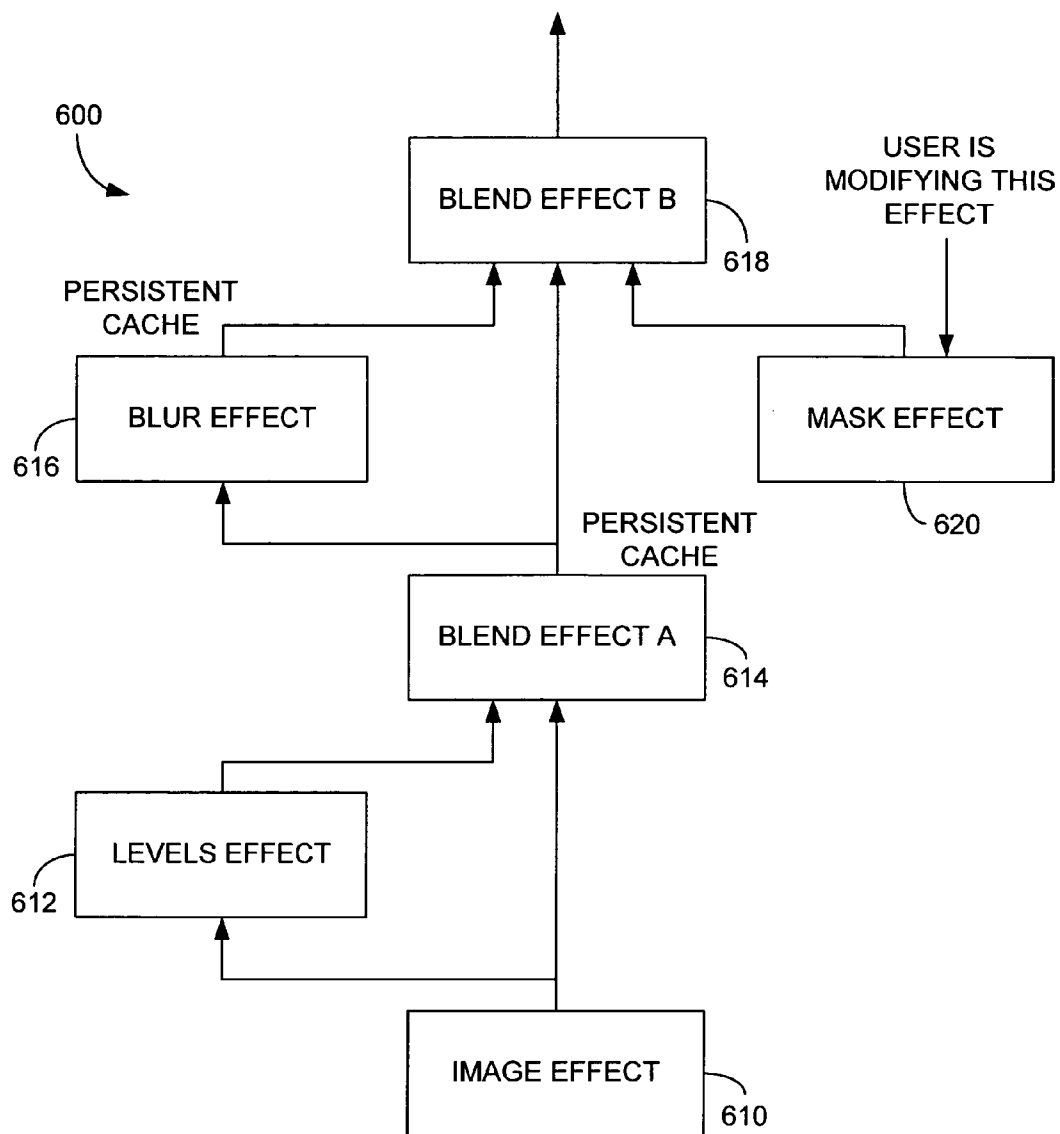 600
BLEND EFFECT B
618
USER IS
MODIFYING THIS
EFFECT
PERSISTENT
CACHE
BLUR EFFECT
616
MASK EFFECT
620
PERSISTENT
CACHE
BLEND EFFECT A
614
LEVELS EFFECT
612
IMAGE EFFECT
610